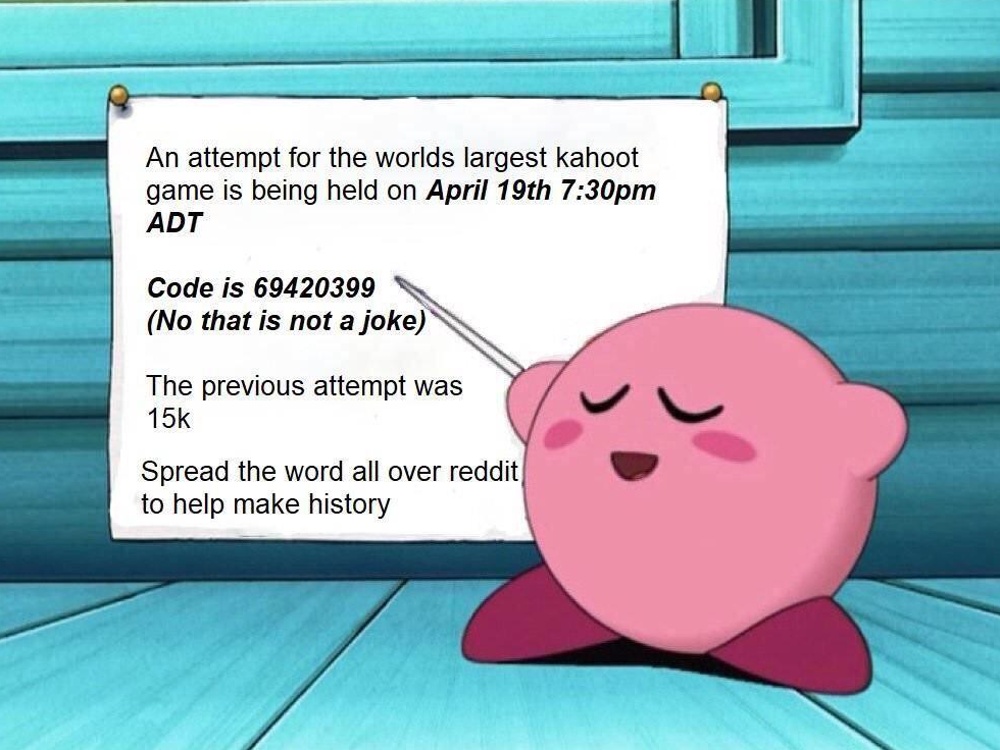 An attempt for the worlds largest kahoot
game is being held on April 19th 7:30pm
ADT
Code is 69420399
(No that is not a joke)
The previous attempt was
15k
Spread the word all over reddit
to help make history